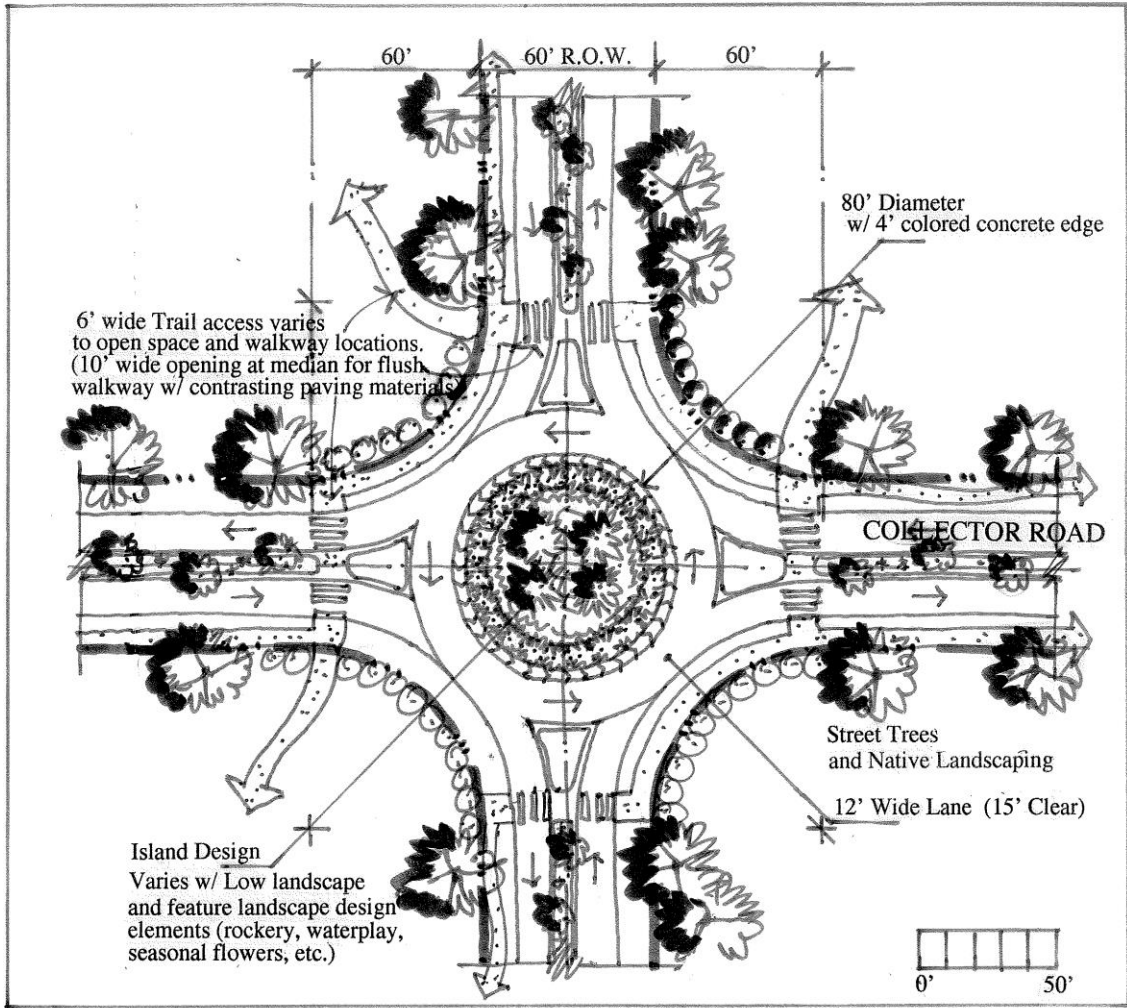 60' 60' R.O.W. 60'
80' Diameter
w/ 4' colored concrete edge
6' wide Trail access varies
to open space and walkway locations.
(10' wide opening at median for flush
walkway w/ contrasting paving materials)
COLLECTOR ROAD
Street Trees
and Native Landscaping
12' Wide Lane (15' Clear)
Island Design
Varies w/ Low landscape
and feature landscape design
elements (rockery, waterplay,
seasonal flowers, etc.)
0' 50'